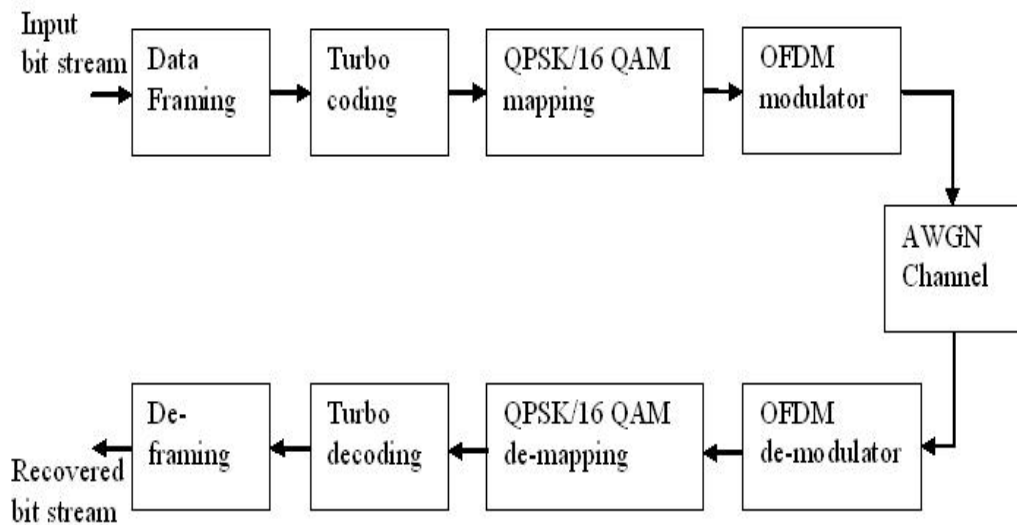 Input
bit stream
Data
Framing
Turbo
coding
QPSK/16 QAM
mapping
OFDM
modulator
AWGN
Channel
De-
framing
Turbo
decoding
QPSK/16 QAM
de-mapping
OFDM
de-modulator
Recovered
bit stream